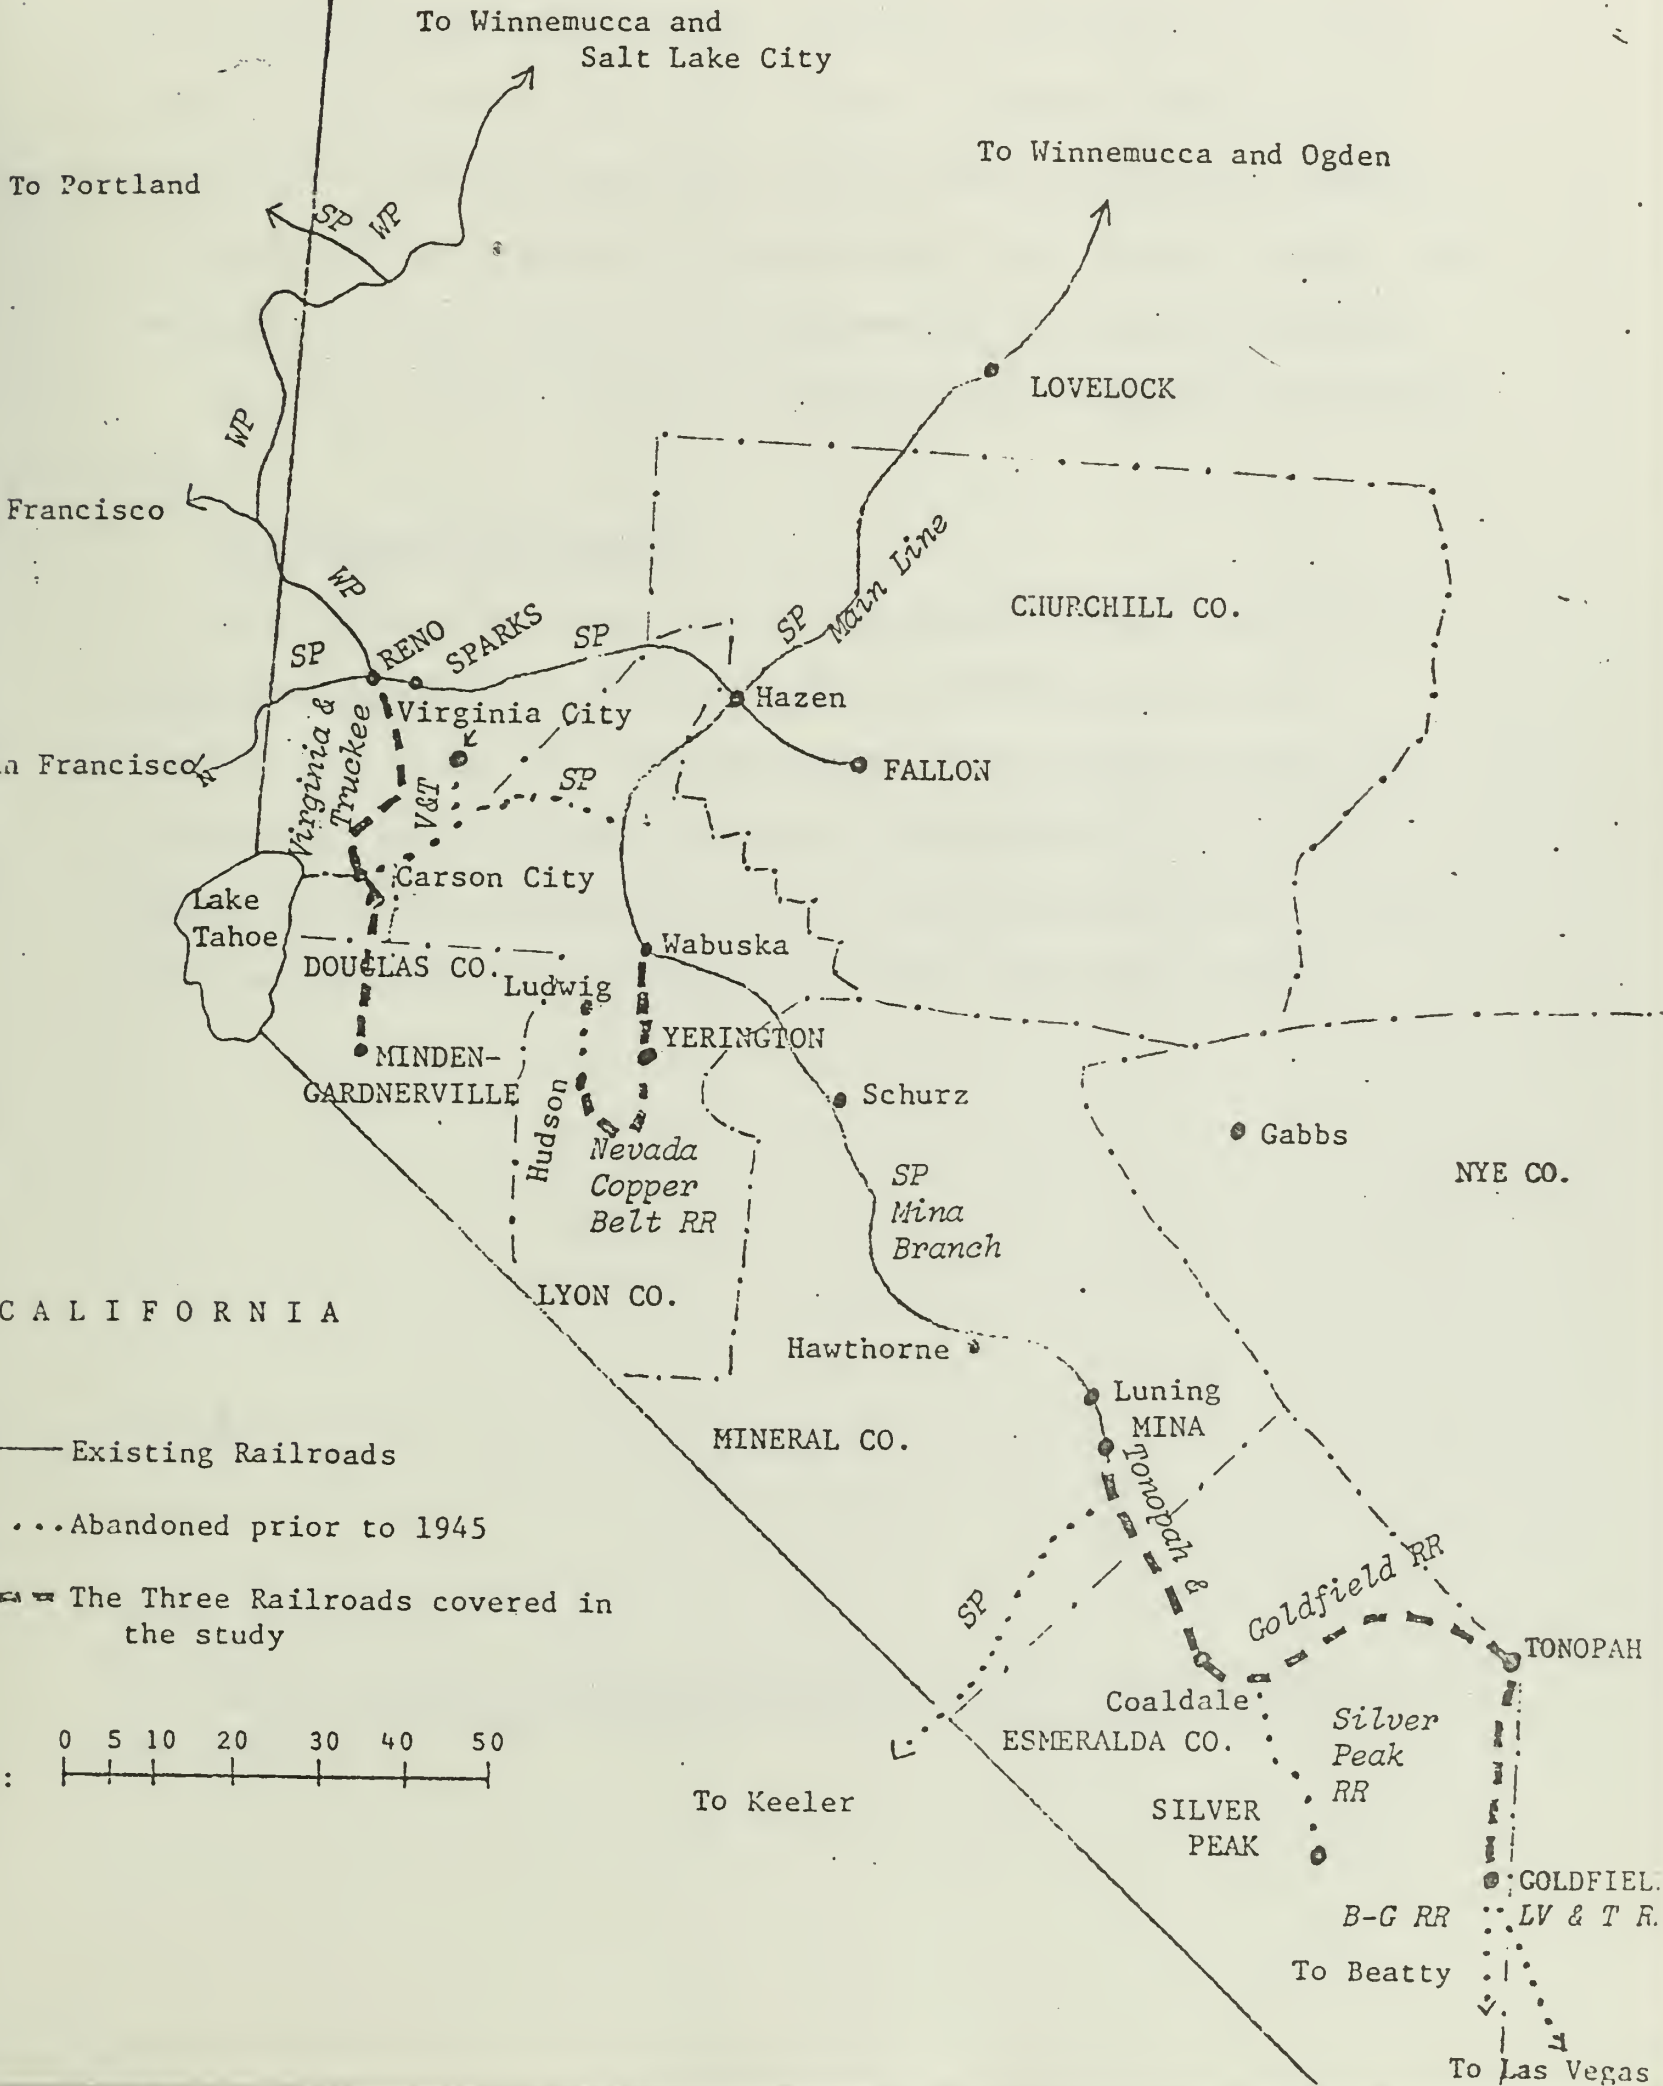 To Winnemucca and
Salt Lake City
To Winnemucca and Ogden
To Portland
SP
WP
LOVELOCK
WP
Francisco
SP
Main Line
WP
CHURCHILL CO.
SP
RENO
SPARKS
SP
Virginia &
Truckee
Virginia City
Hazen
n Francisco
FALLON
V&T
SP
Carson City
Lake
Tahoe
Wabuska
DOUGLAS CO.
Ludwig
YERINGTON
MINDEN-
GARDNERVILLE
Hudson
Schurz
Gabbs
Nevada
Copper
Belt RR
SP
Mina
Branch
NYE CO.
LYON CO.
CALIFORNIA
Hawthorne
Luning
MINA
MINERAL CO.
Existing Railroads
Abandoned prior to 1945
The Three Railroads covered in
the study
Tonopah &
Goldfield RR
SP
TONOPAH
Coaldale
ESMERALDA CO.
Silver
Peak
RR
0 5 10 20 30 40 50
:
To Keeler
SILVER
PEAK
GOLDFIEL
B-G RR
LV & T R.
To Beatty
To Las Vegas